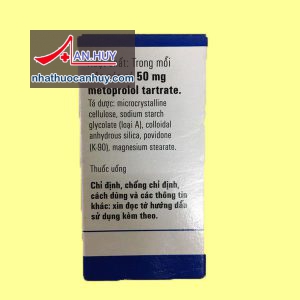 AN.HUY
nhathuocanhuy.com
chất: Trong mỗi
50 mg
metoprolol tartrate.
Tá dược: microcrystalline
cellulose, sodium starch
glycolate (loại A), colloidal
anhydrous silica, povidone
(K-90), magnesium stearate.
Thuốc uống
Chỉ định, chống chỉ định,
cách dùng và các thông tin
khác: xin đọc tờ hướng dẫn
sử dụng kèm theo.